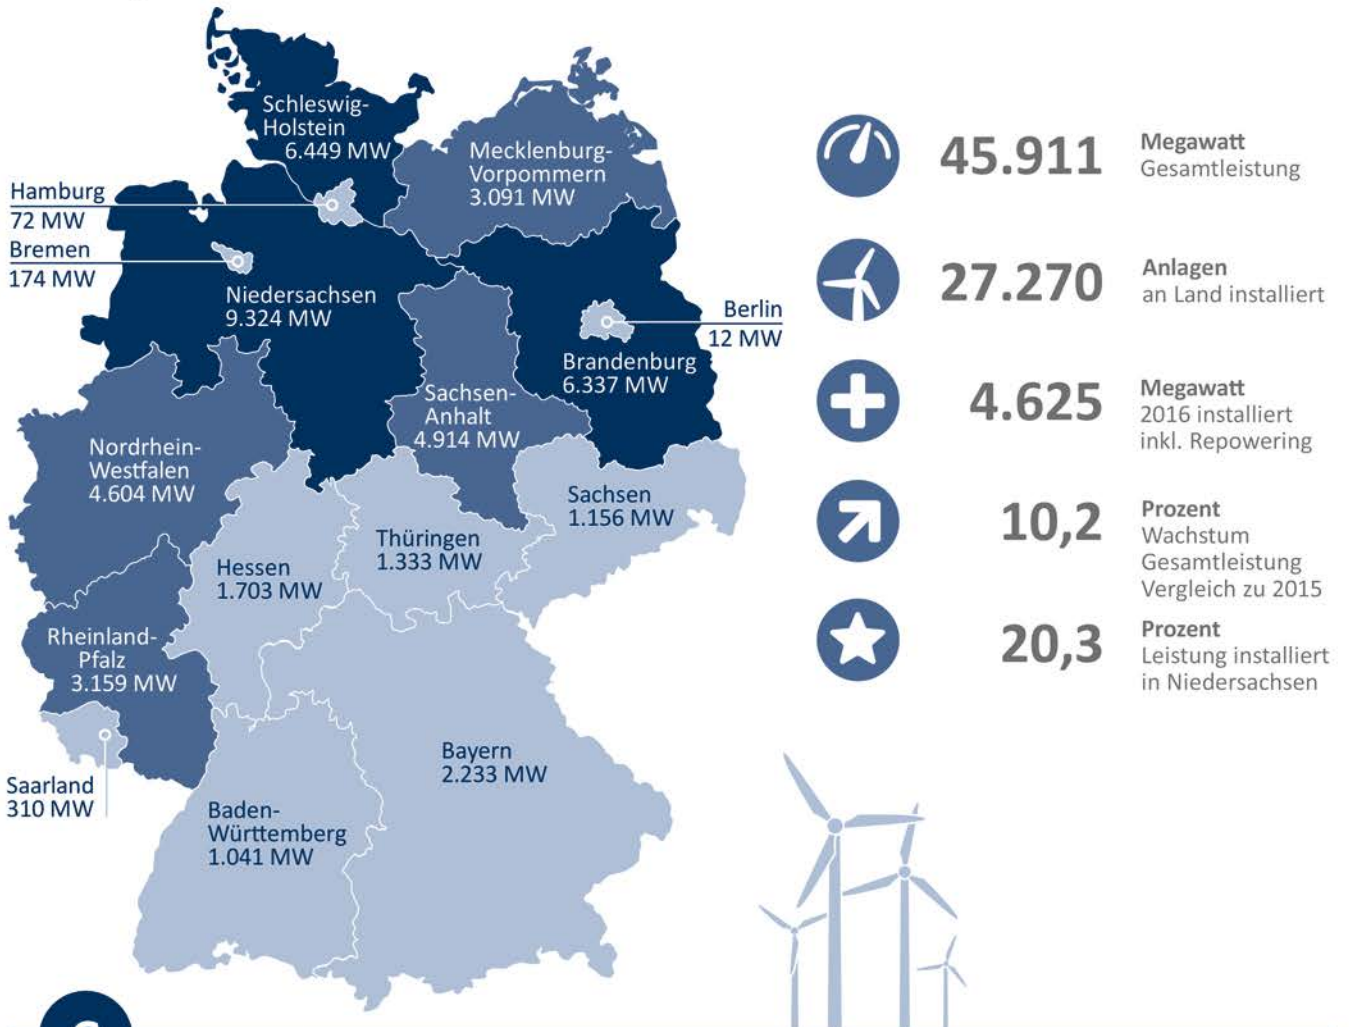 Schleswig-
Holstein
6.449 MW
Mecklenburg-
Vorpommern
3.091 MW
Hamburg
72 MW
Bremen
174 MW
Niedersachsen
9.324 MW
Berlin
12 MW
Brandenburg
6.337 MW
Sachsen-
Anhalt
4.914 MW
Nordrhein-
Westfalen
4.604 MW
Sachsen
1.156 MW
Thüringen
1.333 MW
Hessen
1.703 MW
Rheinland-
Pfalz
3.159 MW
Saarland
310 MW
Bayern
2.233 MW
Baden-
Württemberg
1.041 MW
45.911
Megawatt
Gesamtleistung
27.270
Anlagen
an Land installiert
4.625
Megawatt
2016 installiert
inkl. Repowering
10,2
Prozent
Wachstum
Gesamtleistung
Vergleich zu 2015
20,3
Prozent
Leistung installiert
in Niedersachsen